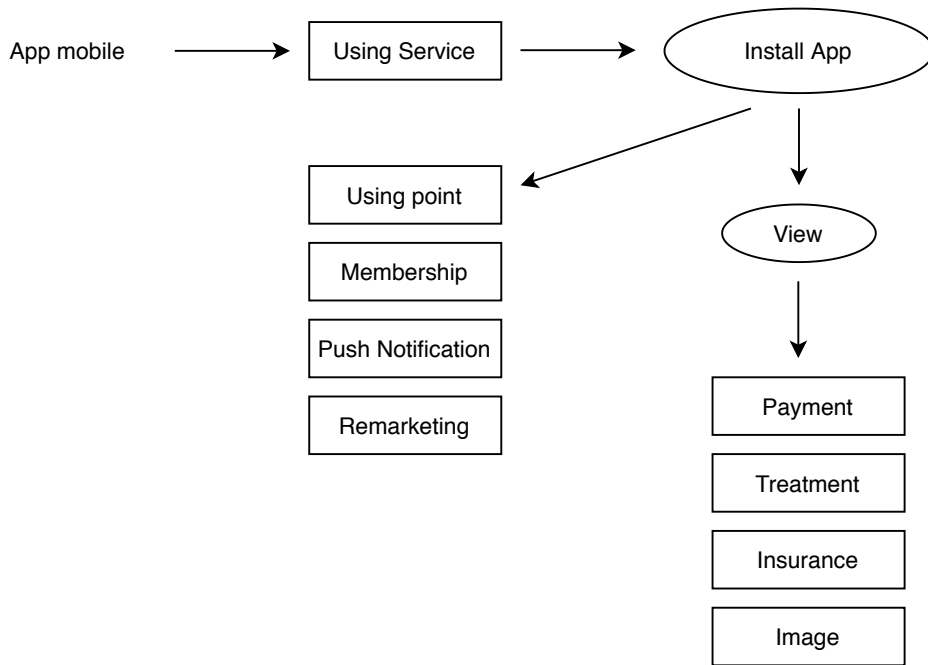 App mobile
Using Service
Install App
Using point
Membership
Push Notification
Remarketing
View
Payment
Treatment
Insurance
Image